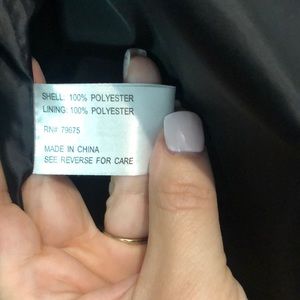 SHELL: 100% POLYESTER
LINING: 100% POLYESTER
RN# 79675
MADE IN CHINA
SEE REVERSE FOR CARE